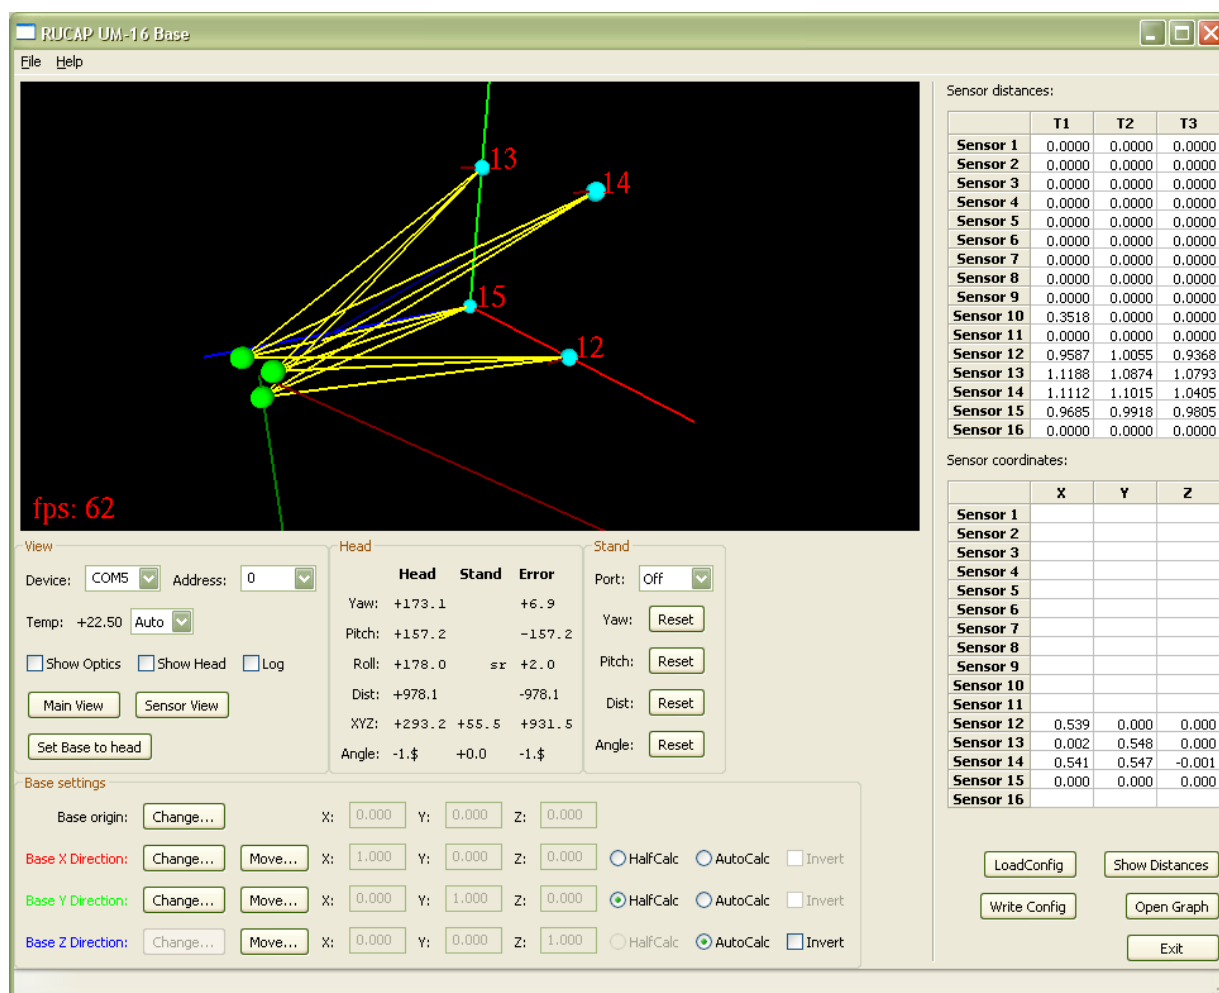 RUCAP UM-16 Base
File Help
13
14
15
12
fps: 62
View
Device: COM5 Address: 0
Temp: +22.50 Auto
Show Optics Show Head Log
Main View Sensor View
Set Base to head
Head
Head Stand Error
Yaw: +173.1 +6.9
Pitch: +157.2 -157.2
Roll: +178.0 sr +2.0
Dist: +978.1 -978.1
XYZ: +293.2 +55.5 +931.5
Angle: -1.$ +0.0 -1.$
Stand
Port: Off
Yaw: Reset
Pitch: Reset
Dist: Reset
Angle: Reset
Base settings
Base origin: Change... X: 0.000 Y: 0.000 Z: 0.000
Base X Direction: Change... Move... X: 1.000 Y: 0.000 Z: 0.000 HalfCalc AutoCalc Invert
Base Y Direction: Change... Move... X: 0.000 Y: 1.000 Z: 0.000 HalfCalc AutoCalc Invert
Base Z Direction: Change... Move... X: 0.000 Y: 0.000 Z: 1.000 HalfCalc AutoCalc Invert
Sensor distances:
T1 T2 T3
Sensor 1 0.0000 0.0000 0.0000
Sensor 2 0.0000 0.0000 0.0000
Sensor 3 0.0000 0.0000 0.0000
Sensor 4 0.0000 0.0000 0.0000
Sensor 5 0.0000 0.0000 0.0000
Sensor 6 0.0000 0.0000 0.0000
Sensor 7 0.0000 0.0000 0.0000
Sensor 8 0.0000 0.0000 0.0000
Sensor 9 0.0000 0.0000 0.0000
Sensor 10 0.3518 0.0000 0.0000
Sensor 11 0.0000 0.0000 0.0000
Sensor 12 0.9587 1.0055 0.9368
Sensor 13 1.1188 1.0874 1.0793
Sensor 14 1.1112 1.1015 1.0405
Sensor 15 0.9685 0.9918 0.9805
Sensor 16 0.0000 0.0000 0.0000
Sensor coordinates:
X Y Z
Sensor 1
Sensor 2
Sensor 3
Sensor 4
Sensor 5
Sensor 6
Sensor 7
Sensor 8
Sensor 9
Sensor 10
Sensor 11
Sensor 12 0.539 0.000 0.000
Sensor 13 0.002 0.548 0.000
Sensor 14 0.541 0.547 -0.001
Sensor 15 0.000 0.000 0.000
Sensor 16
LoadConfig Show Distances
Write Config Open Graph
Exit